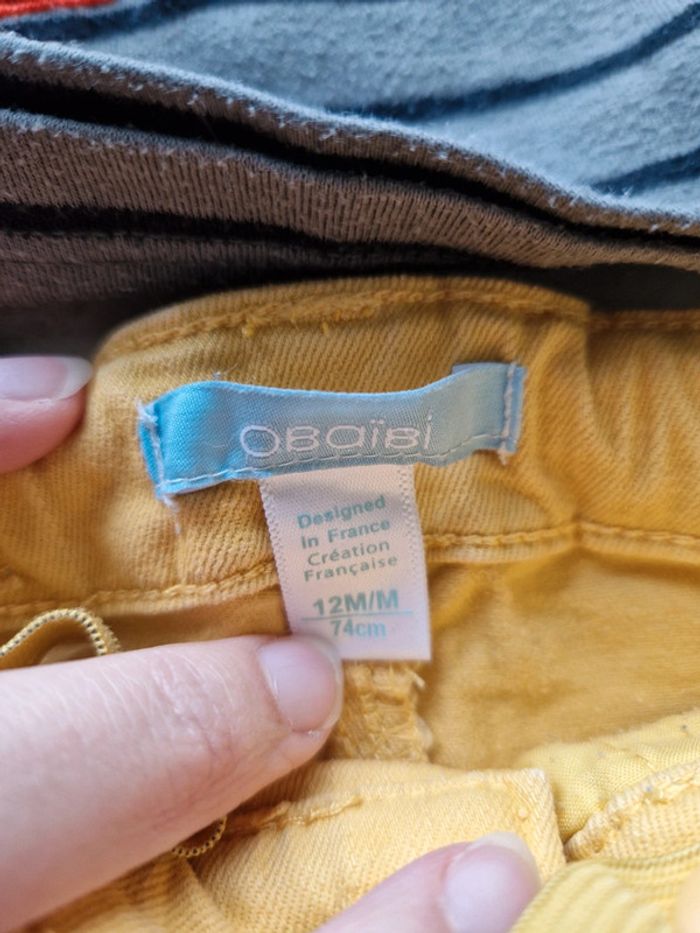 OBaïBi
Designed
in France
Création
Française
12M/M
74cm